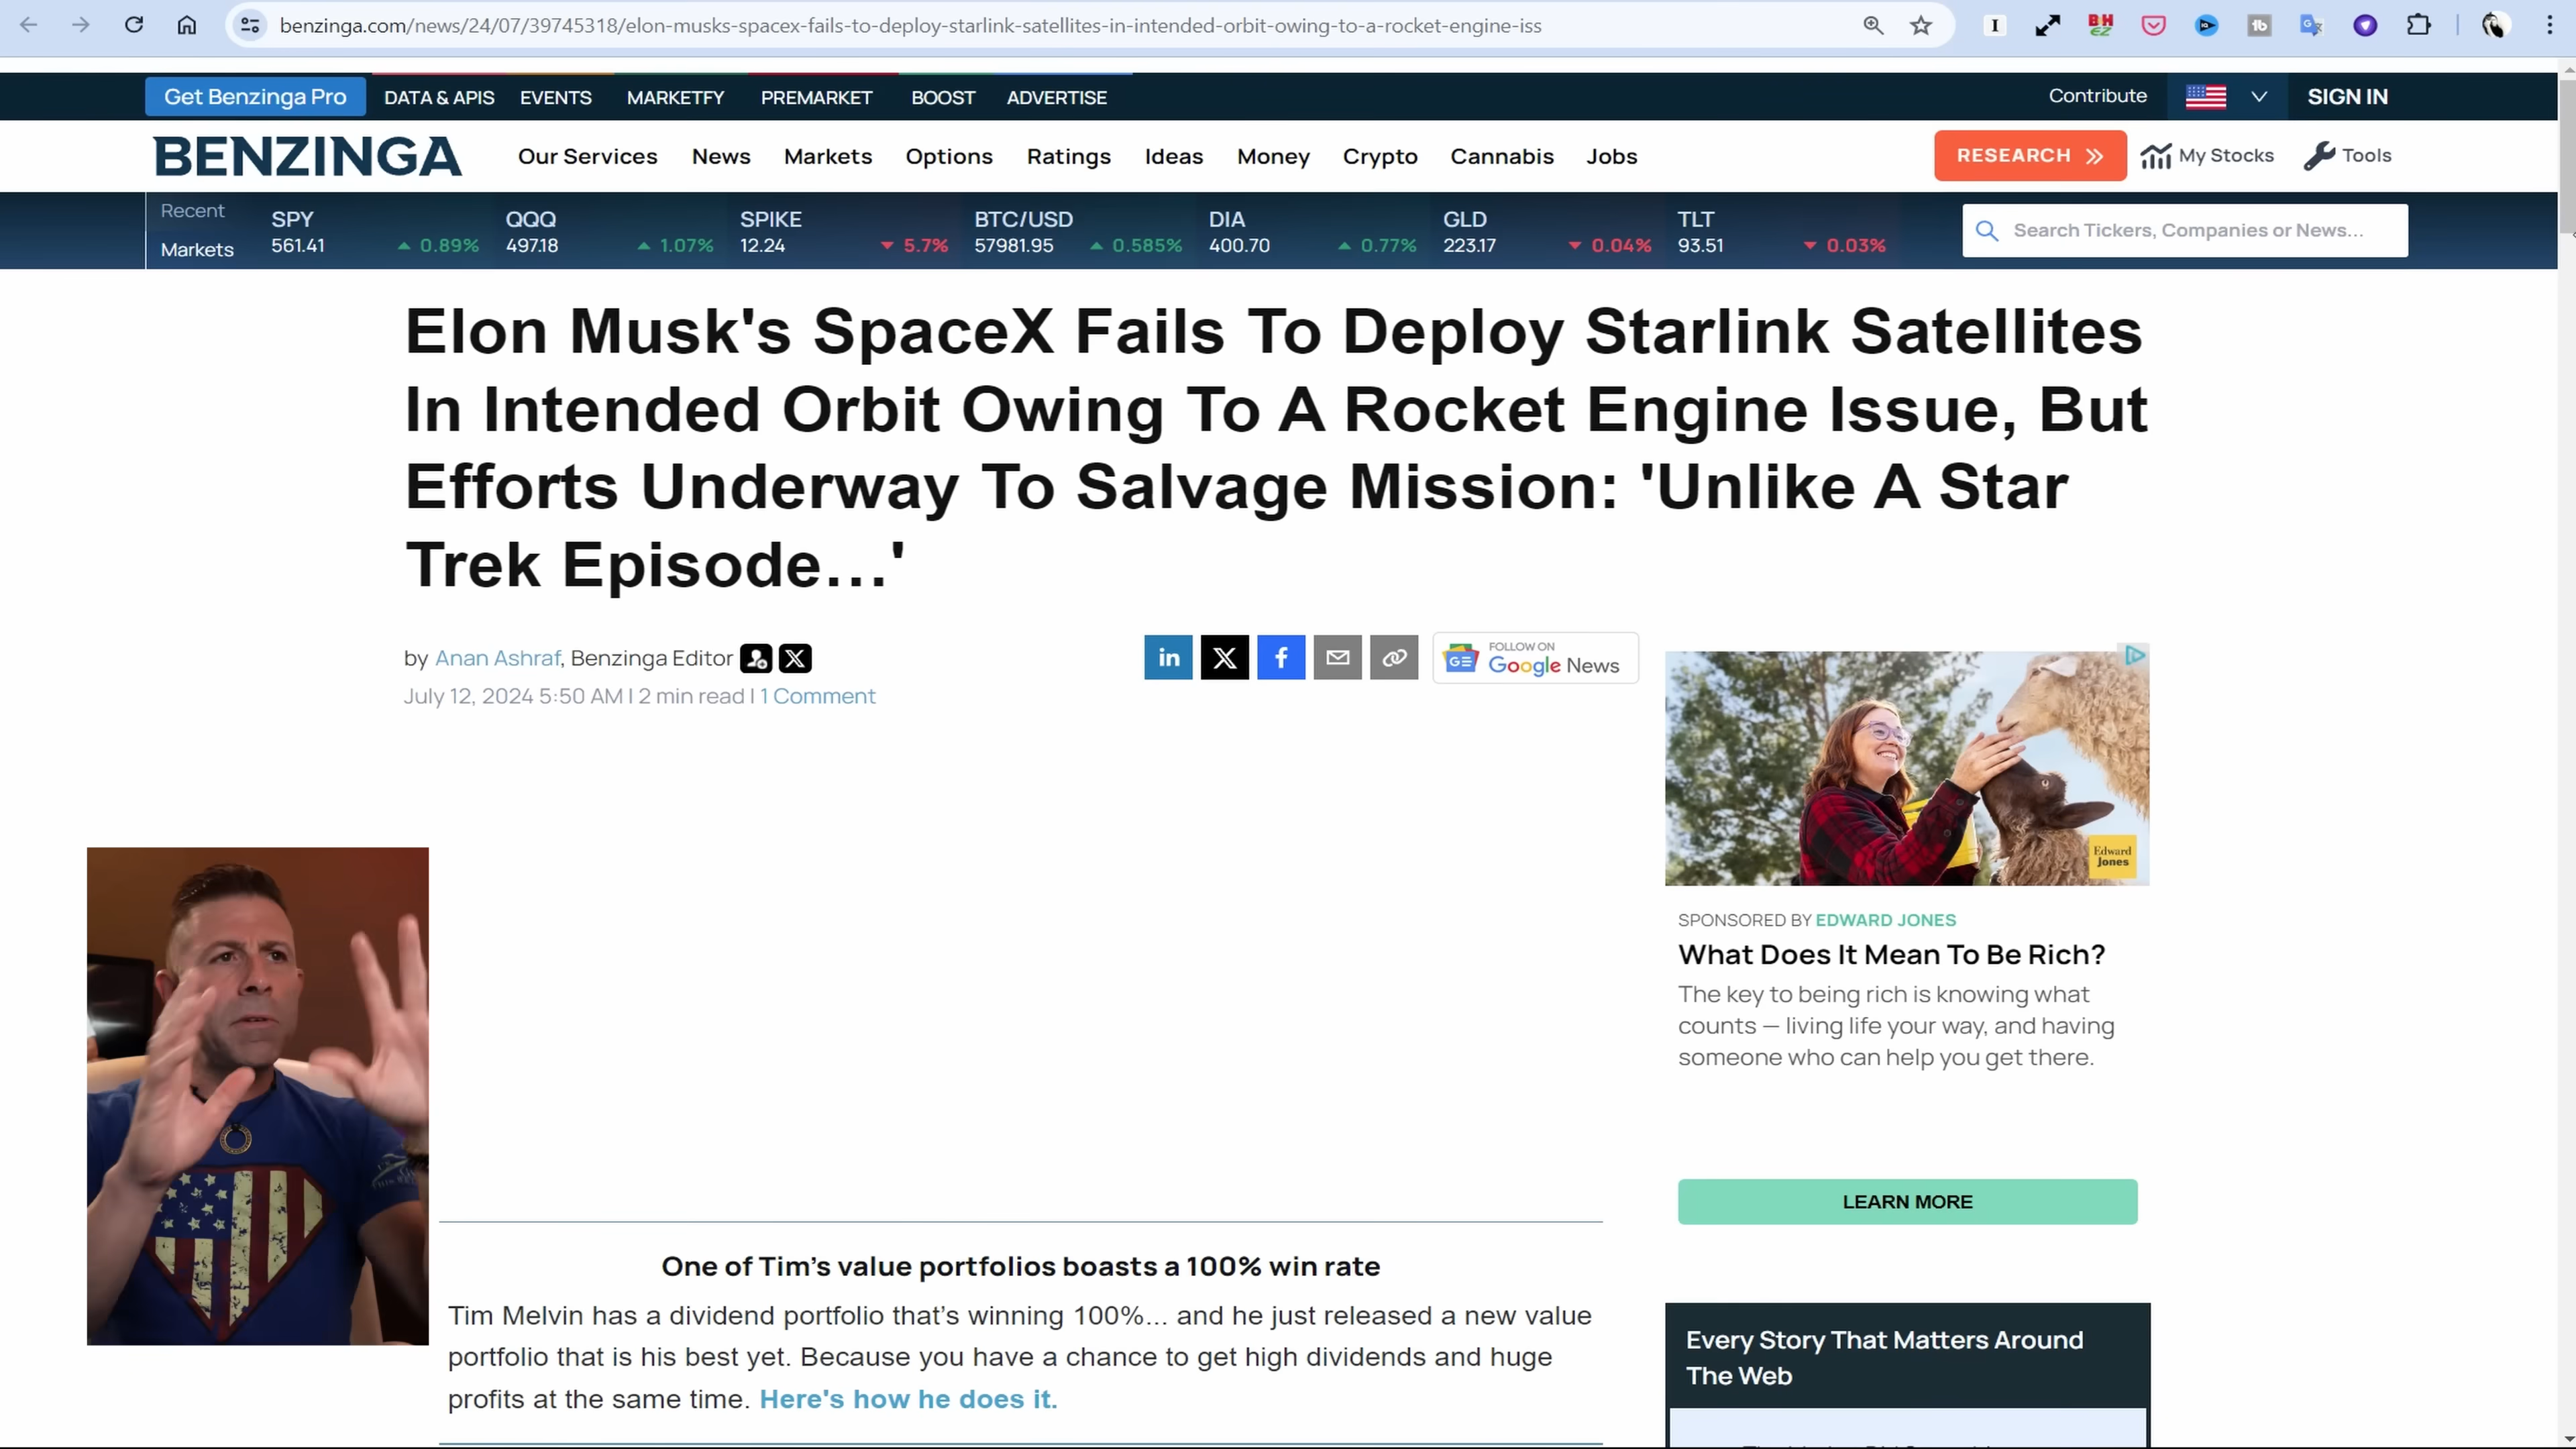 benzinga.com/news/24/07/39745318/elon-musks-spacex-fails-to-deploy-starlink-satellites-in-intended-orbit-owing-to-a-rocket-engine-iss
Get Benzinga Pro DATA & APIS EVENTS MARKETFY PREMARKET BOOST ADVERTISE Contribute SIGN IN
BENZINGA Our Services News Markets Options Ratings Ideas Money Crypto Cannabis Jobs RESEARCH My Stocks Tools
Recent SPY QQQ SPIKE BTC/USD DIA GLD TLT
Markets 561.41 0.89% 497.18 1.07% 12.24 5.7% 57981.95 0.585% 400.70 0.77% 223.17 0.04% 93.51 0.03% Search Tickers, Companies or News...
Elon Musk's SpaceX Fails To Deploy Starlink Satellites
In Intended Orbit Owing To A Rocket Engine Issue, But
Efforts Underway To Salvage Mission: 'Unlike A Star
Trek Episode…'
by Anan Ashraf, Benzinga Editor
July 12, 2024 5:50 AM | 2 min read | 1 Comment
FOLLOW ON
Google News
Edward
Jones
SPONSORED BY EDWARD JONES
What Does It Mean To Be Rich?
The key to being rich is knowing what
counts — living life your way, and having
someone who can help you get there.
LEARN MORE
One of Tim's value portfolios boasts a 100% win rate
Tim Melvin has a dividend portfolio that's winning 100%... and he just released a new value
portfolio that is his best yet. Because you have a chance to get high dividends and huge
profits at the same time. Here's how he does it.
Every Story That Matters Around
The Web